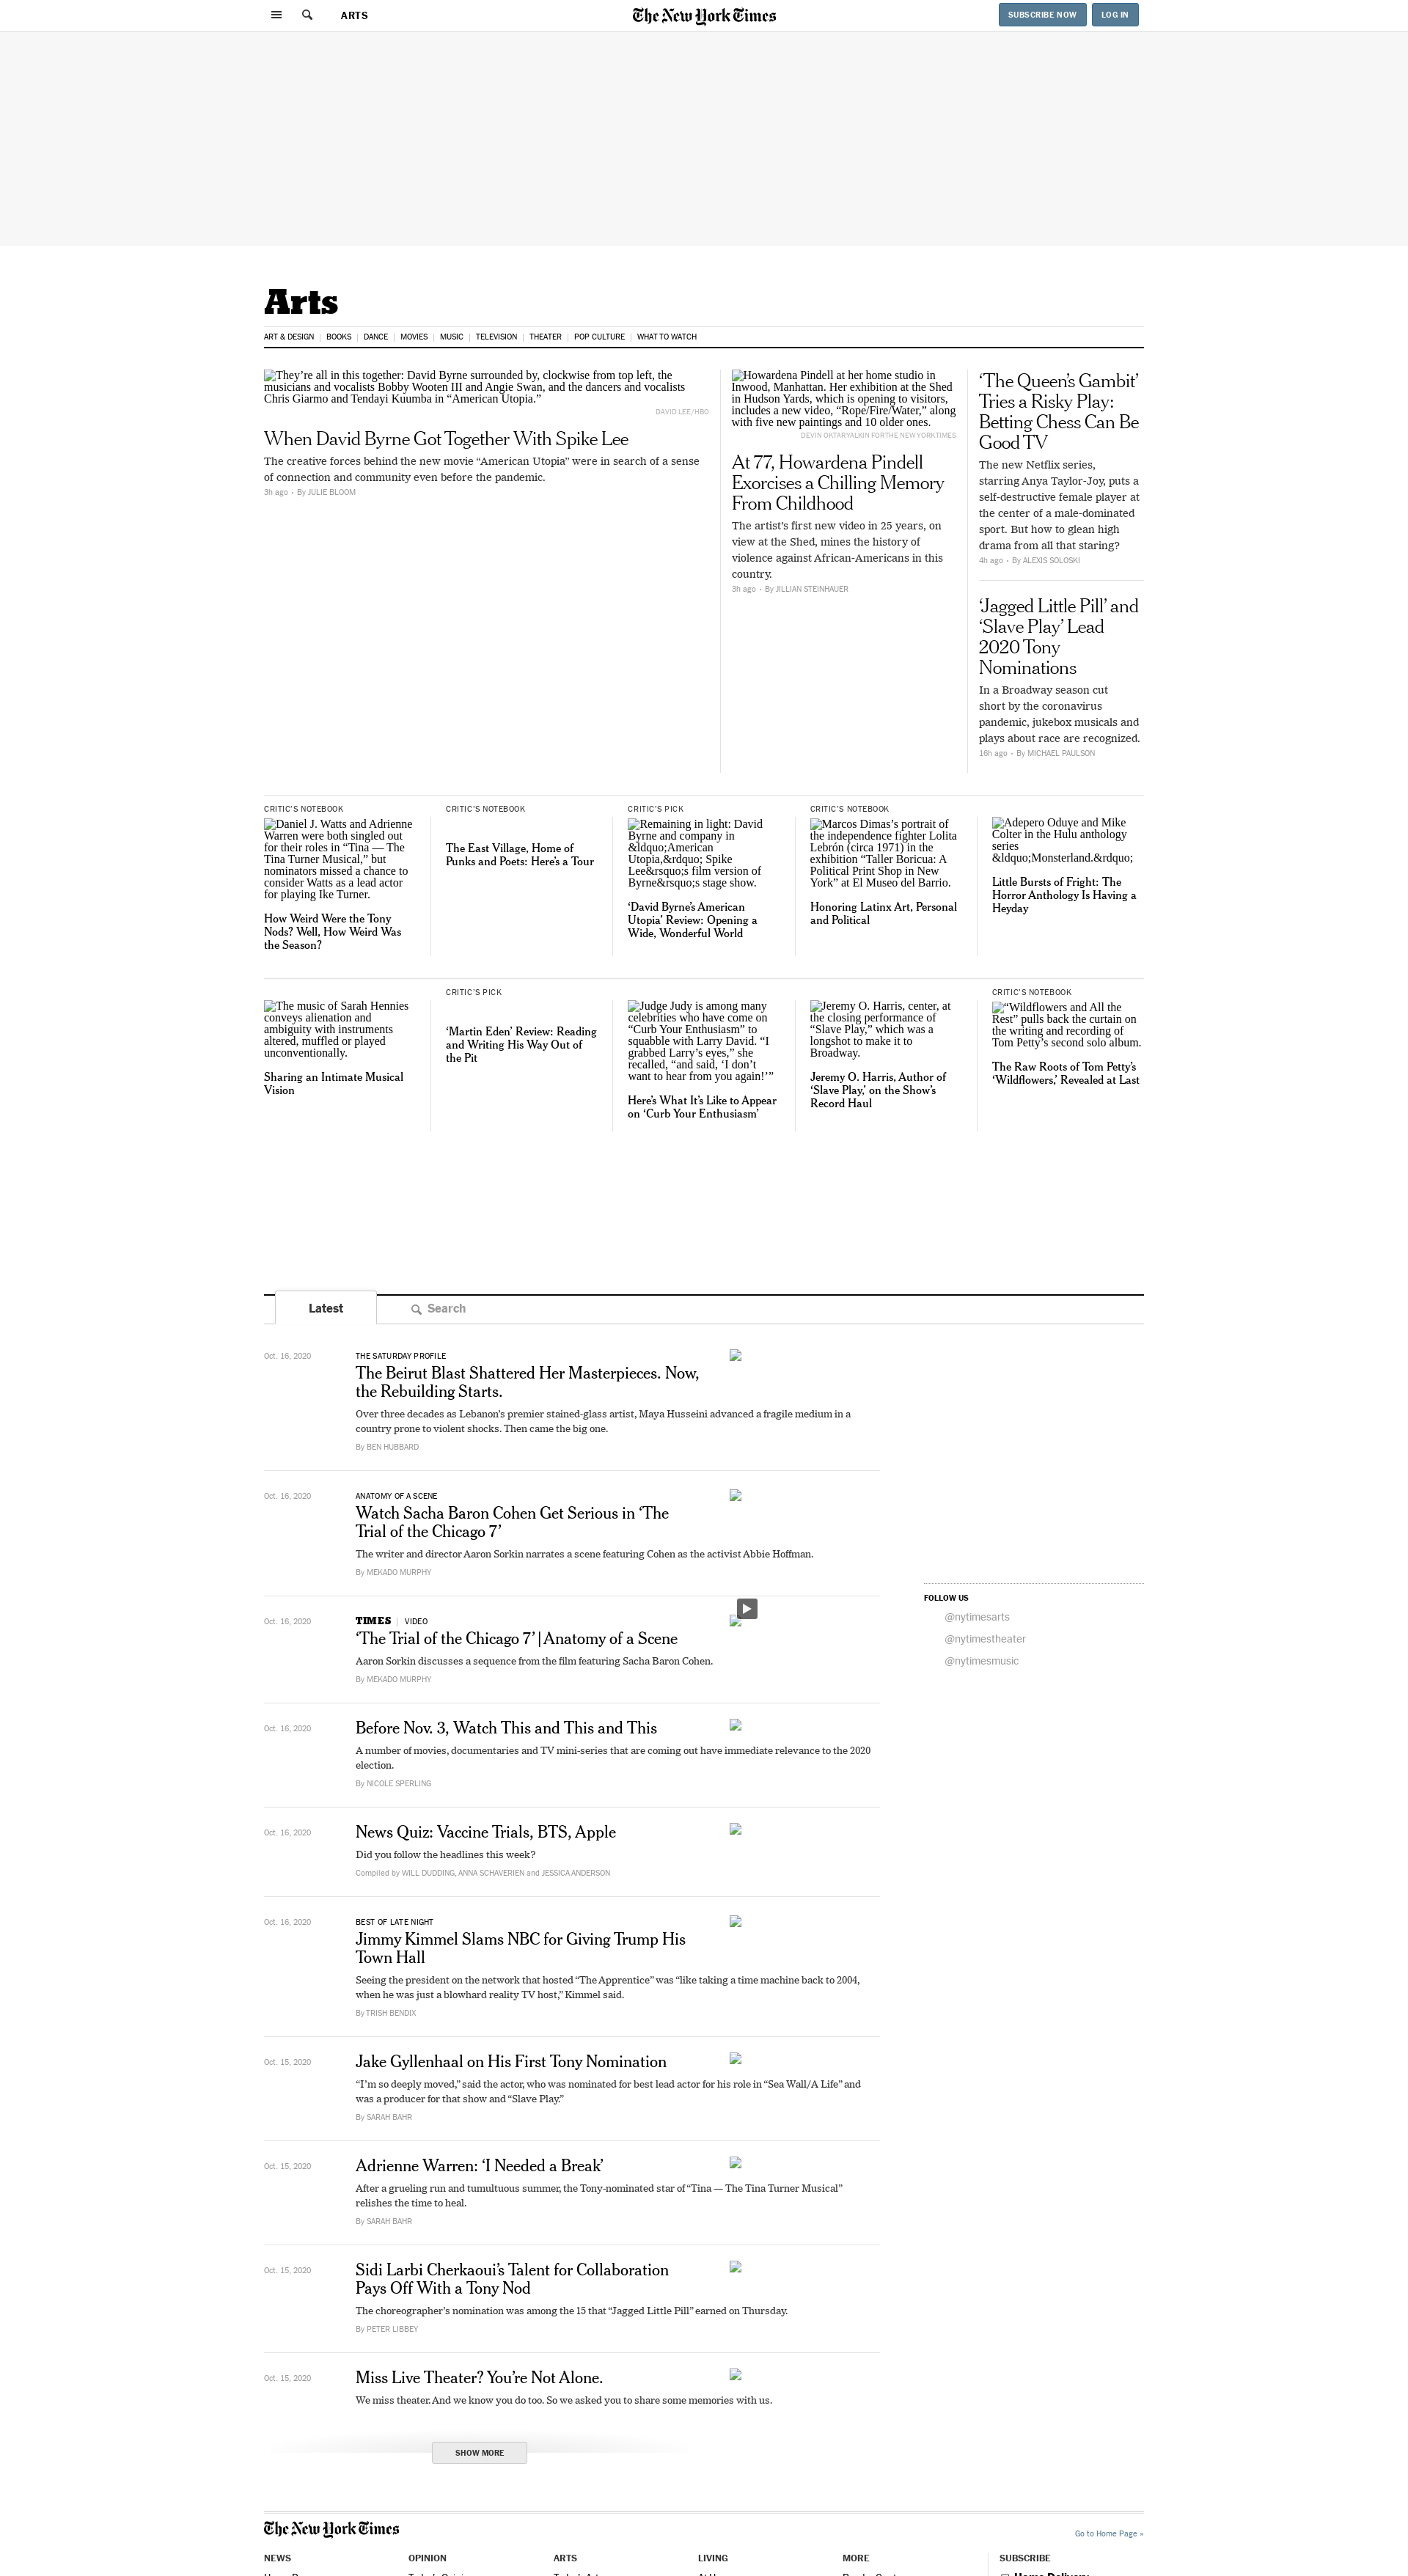 ARTS
The New York Times
SUBSCRIBE NOW
LOG IN
Arts
ART & DESIGN
BOOKS
DANCE
MOVIES
MUSIC
TELEVISION
THEATER
POP CULTURE
WHAT TO WATCH
They’re all in this together: David Byrne surrounded by, clockwise from top left, the
musicians and vocalists Bobby Wooten III and Angie Swan, and the dancers and vocalists
Chris Giarmo and Tendayi Kuumba in “American Utopia.”
DAVID LEE/HBO
When David Byrne Got Together With Spike Lee
The creative forces behind the new movie “American Utopia” were in search of a sense
of connection and community even before the pandemic.
3h ago • By JULIE BLOOM
Howardena Pindell at her home studio in
Inwood, Manhattan. Her exhibition at the Shed
in Hudson Yards, which is opening to visitors,
includes a new video, “Rope/Fire/Water,” along
with five new paintings and 10 older ones.
DEVIN OKTAR YALKIN FOR THE NEW YORK TIMES
At 77, Howardena Pindell
Exorcises a Chilling Memory
From Childhood
The artist’s first new video in 25 years, on
view at the Shed, mines the history of
violence against African-Americans in this
country.
3h ago • By JILLIAN STEINHAUER
‘The Queen’s Gambit’
Tries a Risky Play:
Betting Chess Can Be
Good TV
The new Netflix series,
starring Anya Taylor-Joy, puts a
self-destructive female player at
the center of a male-dominated
sport. But how to glean high
drama from all that staring?
4h ago • By ALEXIS SOLOSKI
‘Jagged Little Pill’ and
‘Slave Play’ Lead
2020 Tony
Nominations
In a Broadway season cut
short by the coronavirus
pandemic, jukebox musicals and
plays about race are recognized.
16h ago • By MICHAEL PAULSON
CRITIC’S NOTEBOOK
Daniel J. Watts and Adrienne
Warren were both singled out
for their roles in “Tina — The
Tina Turner Musical,” but
nominators missed a chance to
consider Watts as a lead actor
for playing Ike Turner.
How Weird Were the Tony
Nods? Well, How Weird Was
the Season?
CRITIC’S NOTEBOOK
The East Village, Home of
Punks and Poets: Here’s a Tour
CRITIC’S PICK
Remaining in light: David
Byrne and company in
&ldquo;American
Utopia,&rdquo; Spike
Lee&rsquo;s film version of
Byrne&rsquo;s stage show.
‘David Byrne’s American
Utopia’ Review: Opening a
Wide, Wonderful World
CRITIC’S NOTEBOOK
Marcos Dimas’s portrait of
the independence fighter Lolita
Lebrón (circa 1971) in the
exhibition “Taller Boricua: A
Political Print Shop in New
York” at El Museo del Barrio.
Honoring Latinx Art, Personal
and Political
Adepero Oduye and Mike
Colter in the Hulu anthology
series
&ldquo;Monsterland.&rdquo;
Little Bursts of Fright: The
Horror Anthology Is Having a
Heyday
The music of Sarah Hennies
conveys alienation and
ambiguity with instruments
altered, muffled or played
unconventionally.
Sharing an Intimate Musical
Vision
CRITIC’S PICK
‘Martin Eden’ Review: Reading
and Writing His Way Out of
the Pit
Judge Judy is among many
celebrities who have come on
“Curb Your Enthusiasm” to
squabble with Larry David. “I
grabbed Larry’s eyes,” she
recalled, “and said, ‘I don’t
want to hear from you again!’”
Here’s What It’s Like to Appear
on ‘Curb Your Enthusiasm’
Jeremy O. Harris, center, at
the closing performance of
“Slave Play,” which was a
longshot to make it to
Broadway.
Jeremy O. Harris, Author of
‘Slave Play,’ on the Show’s
Record Haul
CRITIC’S NOTEBOOK
“Wildflowers and All the
Rest” pulls back the curtain on
the writing and recording of
Tom Petty’s second solo album.
The Raw Roots of Tom Petty’s
‘Wildflowers,’ Revealed at Last
Latest
Search
Oct. 16, 2020
THE SATURDAY PROFILE
The Beirut Blast Shattered Her Masterpieces. Now,
the Rebuilding Starts.
Over three decades as Lebanon’s premier stained-glass artist, Maya Husseini advanced a fragile medium in a
country prone to violent shocks. Then came the big one.
By BEN HUBBARD
Oct. 16, 2020
ANATOMY OF A SCENE
Watch Sacha Baron Cohen Get Serious in ‘The
Trial of the Chicago 7’
The writer and director Aaron Sorkin narrates a scene featuring Cohen as the activist Abbie Hoffman.
By MEKADO MURPHY
Oct. 16, 2020
TIMES | VIDEO
‘The Trial of the Chicago 7’ | Anatomy of a Scene
Aaron Sorkin discusses a sequence from the film featuring Sacha Baron Cohen.
By MEKADO MURPHY
FOLLOW US
@nytimesarts
@nytimestheater
@nytimesmusic
Oct. 16, 2020
Before Nov. 3, Watch This and This and This
A number of movies, documentaries and TV mini-series that are coming out have immediate relevance to the 2020
election.
By NICOLE SPERLING
Oct. 16, 2020
News Quiz: Vaccine Trials, BTS, Apple
Did you follow the headlines this week?
Compiled by WILL DUDDING, ANNA SCHAVERIEN and JESSICA ANDERSON
Oct. 16, 2020
BEST OF LATE NIGHT
Jimmy Kimmel Slams NBC for Giving Trump His
Town Hall
Seeing the president on the network that hosted “The Apprentice” was “like taking a time machine back to 2004,
when he was just a blowhard reality TV host,” Kimmel said.
By TRISH BENDIX
Oct. 15, 2020
Jake Gyllenhaal on His First Tony Nomination
“I’m so deeply moved,” said the actor, who was nominated for best lead actor for his role in “Sea Wall/A Life” and
was a producer for that show and “Slave Play.”
By SARAH BAHR
Oct. 15, 2020
Adrienne Warren: ‘I Needed a Break’
After a grueling run and tumultuous summer, the Tony-nominated star of “Tina — The Tina Turner Musical”
relishes the time to heal.
By SARAH BAHR
Oct. 15, 2020
Sidi Larbi Cherkaoui’s Talent for Collaboration
Pays Off With a Tony Nod
The choreographer’s nomination was among the 15 that “Jagged Little Pill” earned on Thursday.
By PETER LIBBEY
Oct. 15, 2020
Miss Live Theater? You’re Not Alone.
We miss theater. And we know you do too. So we asked you to share some memories with us.
SHOW MORE
The New York Times
Go to Home Page »
NEWS
OPINION
ARTS
LIVING
MORE
SUBSCRIBE